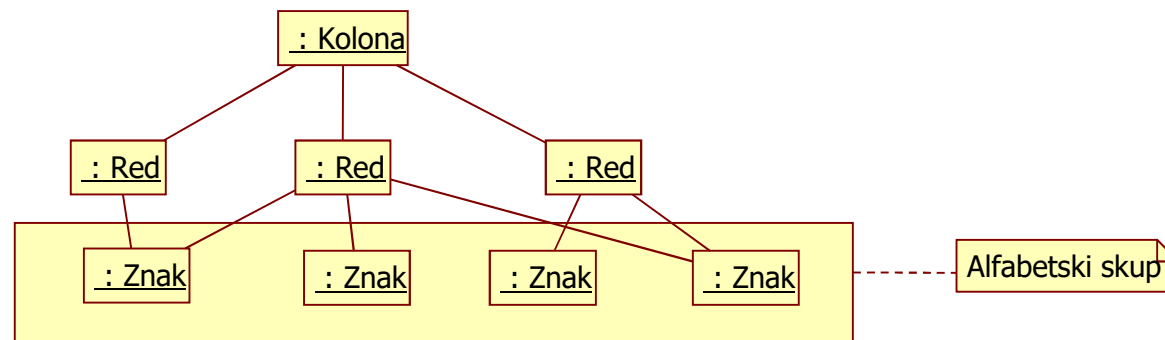 : Kolona
: Red
: Red
: Red
: Znak
: Znak
: Znak
: Znak
Alfabetski skup